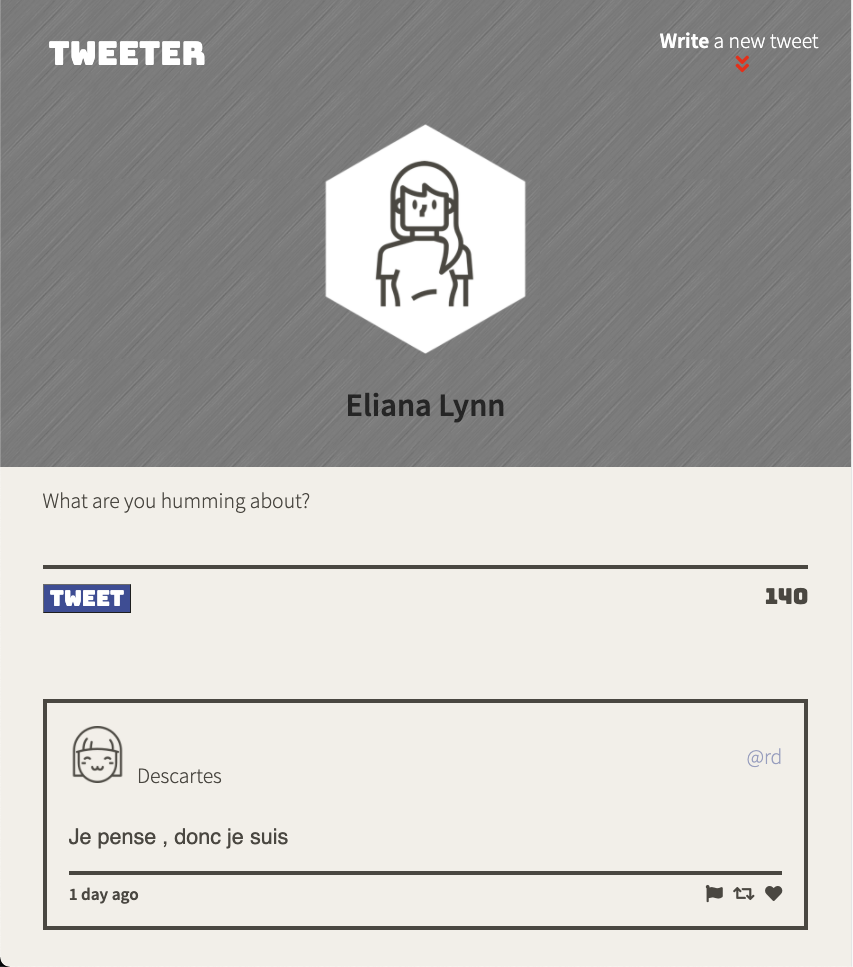 TWEETER
Write a new tweet
Eliana Lynn
What are you humming about?
TWEET
140
Descartes
@rd
Je pense , donc je suis
1 day ago